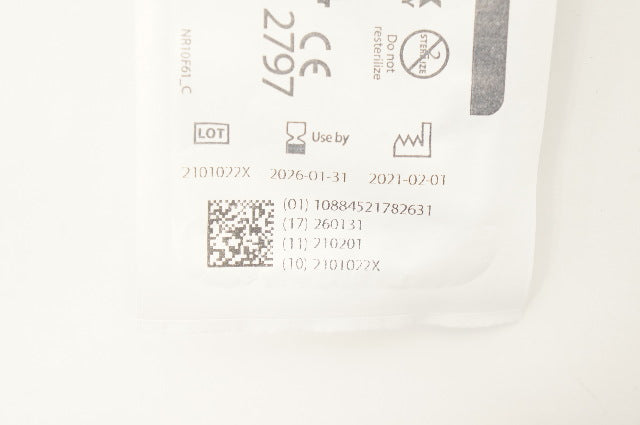 NR10F61_C
CE
2797
Do not
resterilize
STERILIZE
2
LOT
Use by
2101022X
2026-01-31
2021-02-01
(01) 10884521782631
(17) 260131
(11) 210201
(10) 2101022X